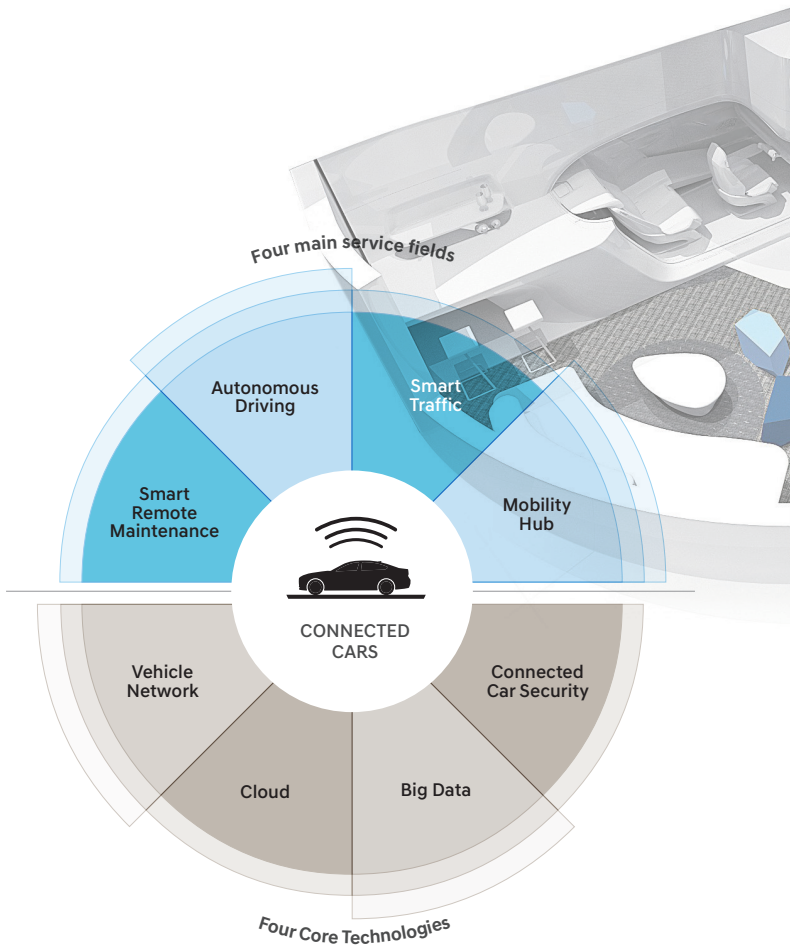 Four main service fields
Autonomous
Driving
Smart
Traffic
Smart
Remote
Maintenance
Mobility
Hub
CONNECTED
CARS
Vehicle
Network
Connected
Car Security
Cloud
Big Data
Four Core Technologies